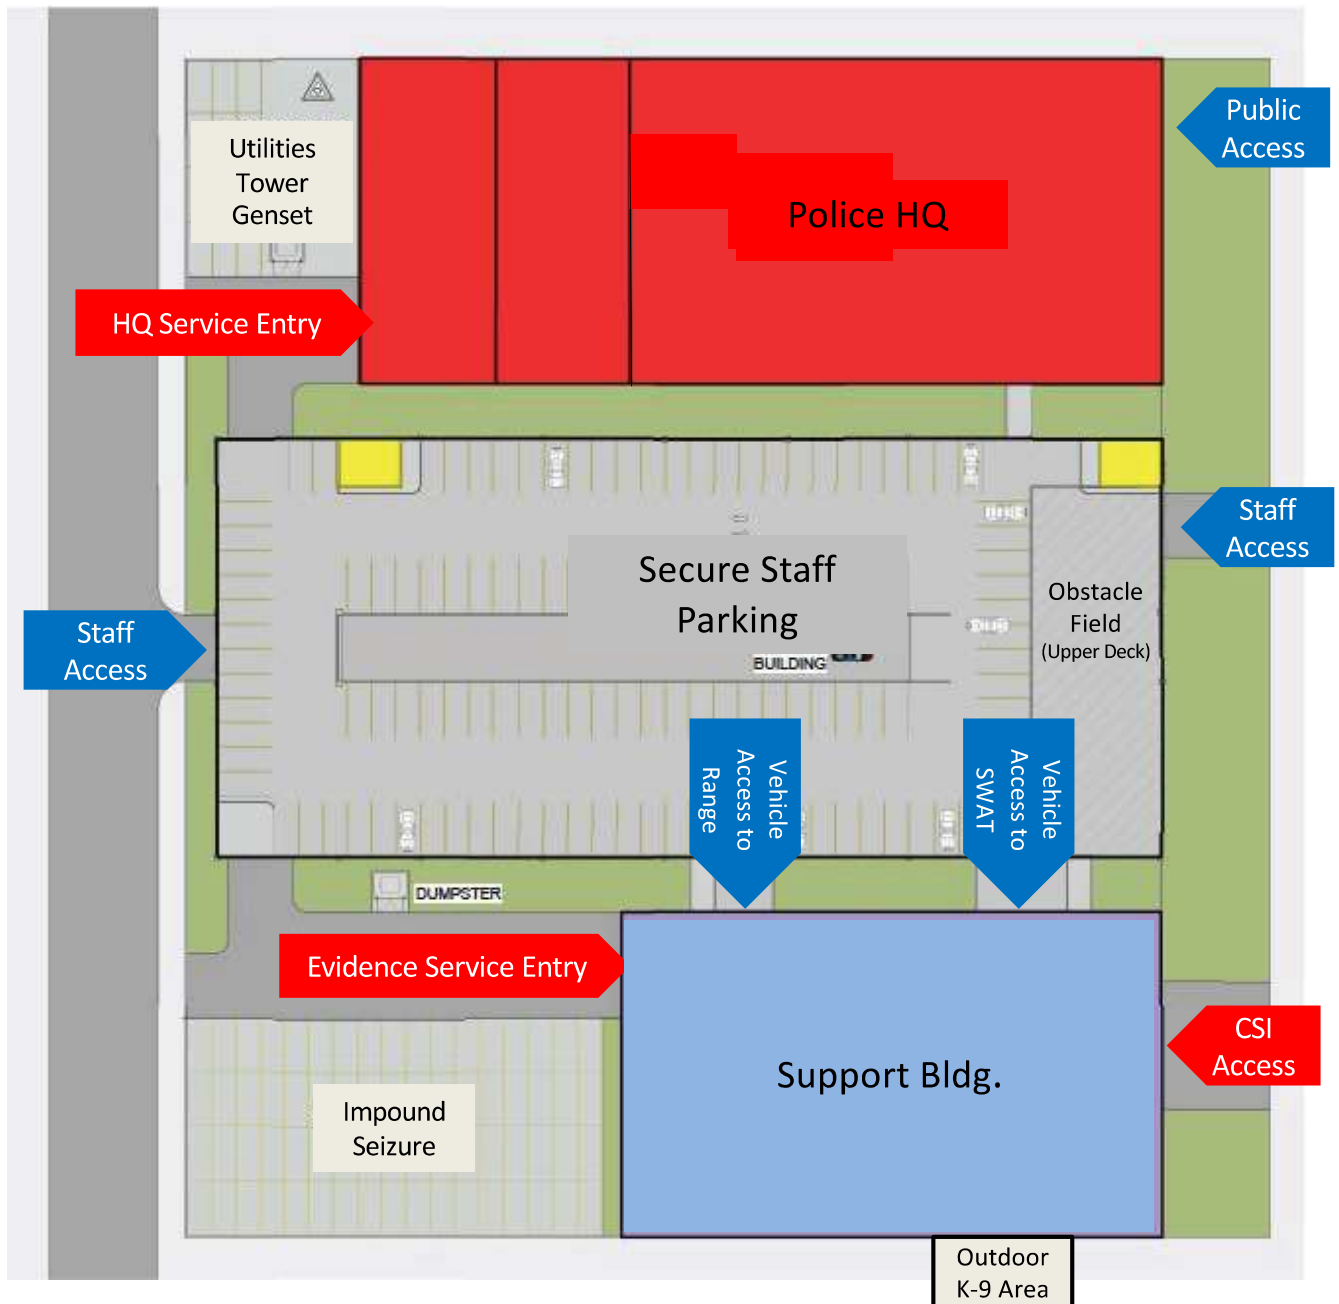 Public
Access
Utilities
Tower
Genset
Police HQ
HQ Service Entry
Staff
Access
Secure Staff
Parking
Obstacle
Field
(Upper Deck)
Staff
Access
BUILDING
Vehicle
Access to
Range
Vehicle
Access to
SWAT
DUMPSTER
Evidence Service Entry
CSI
Access
Support Bldg.
Impound
Seizure
Outdoor
K-9 Area